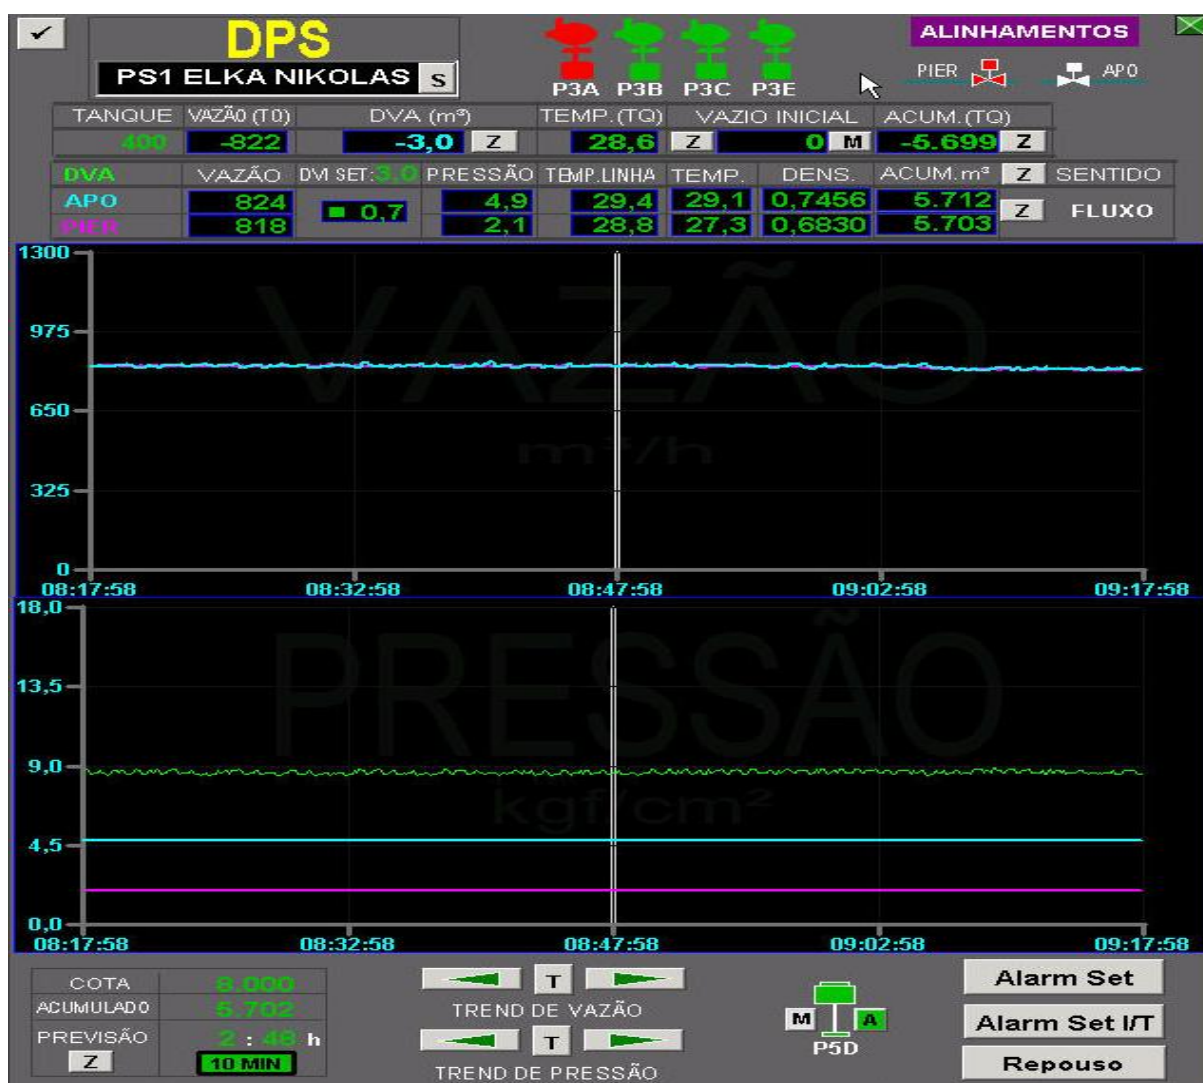 DPS
ALINHAMENTOS
PS1 ELKA NIKOLAS S
P3A P3B P3C P3E
PIER APO
TANQUE VAZÃO (T0) DVA (m³) TEMP.(TQ) VAZIO INICIAL ACUM.(TQ)
400 -822 -3,0 Z 28,6 Z 0 M -5.699 Z
DVA VAZÃO DVI SET:3,0 PRESSÃO TEMP.LINHA TEMP. DENS. ACUM.m³ Z SENTIDO
APO 824 0,7 4,9 29,4 29,1 0,7456 5.712 Z FLUXO
PIER 818 2,1 28,8 27,3 0,6830 5.703
VAZÃO
m³/h
1300
975
650
325
0
08:17:58 08:32:58 08:47:58 09:02:58 09:17:58
PRESSÃO
kgf/cm²
18,0
13,5
9,0
4,5
0,0
08:17:58 08:32:58 08:47:58 09:02:58 09:17:58
COTA 8.000
ACUMULADO 5.702
PREVISÃO 2 : 48 h
Z 10 MIN
T
TREND DE VAZÃO
T
TREND DE PRESSÃO
M A
P5D
Alarm Set
Alarm Set I/T
Repouso